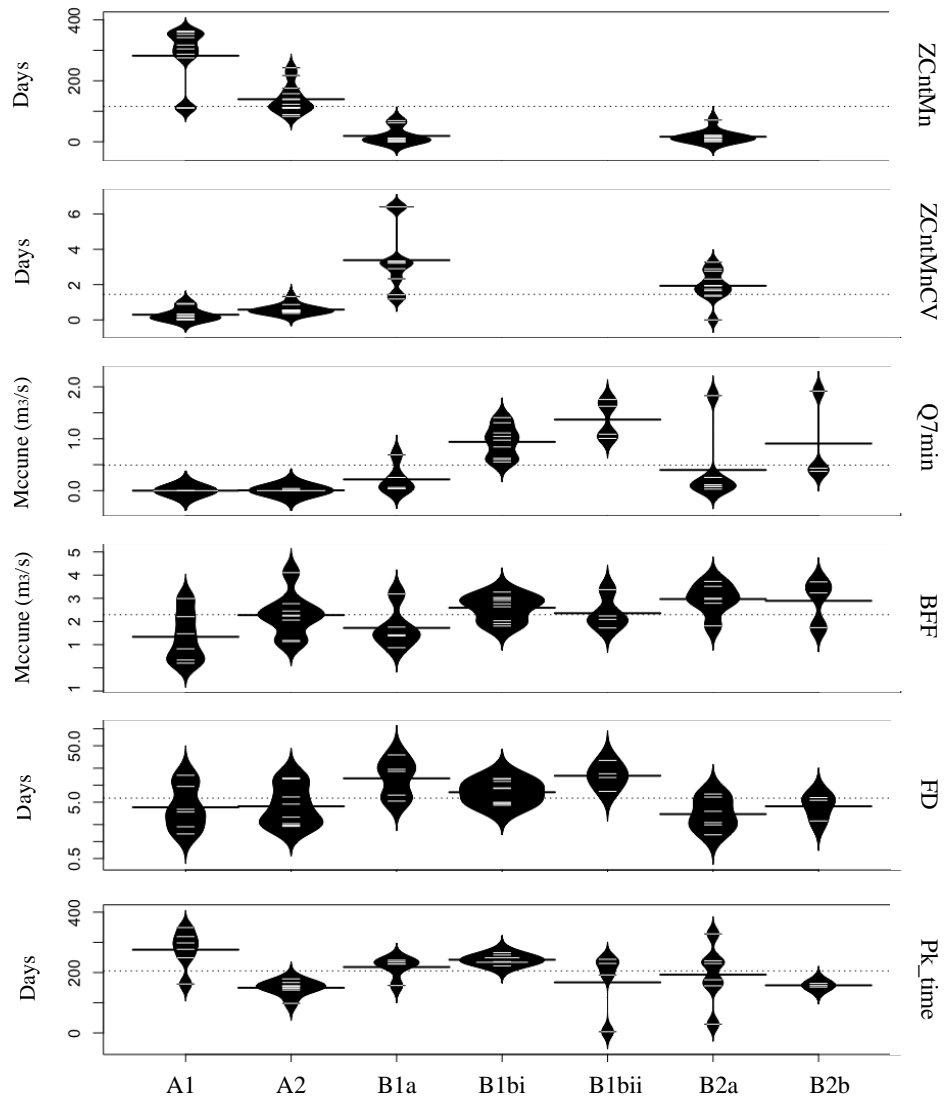 400
200
0
Days
ZCntMn
6
4
2
0
Days
ZCntMnCV
2.0
1.0
0.0
Mccune (m3/s)
Q7min
5
4
3
2
1
1
Mccune (m3/s)
BFF
50.0
5.0
0.5
Days
FD
400
200
0
Days
Pk_time
A1 A2 B1a B1bi B1bii B2a B2b